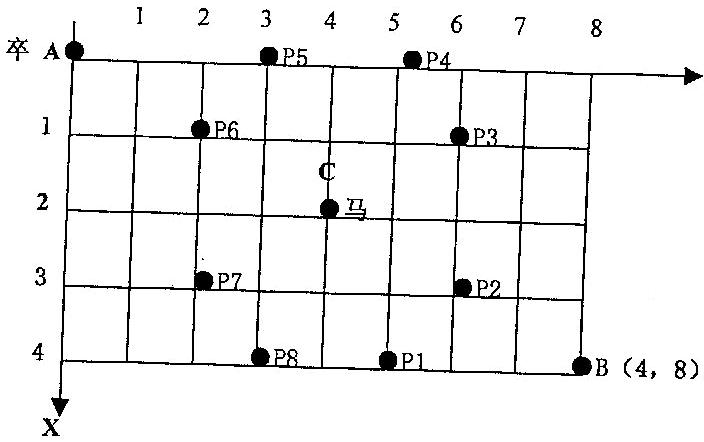 1 2 3 4 5 6 7 8
卒 A P5 P4
1 P6 P3
C
2 马
3 P7 P2
4 P8 P1 B (4, 8)
X